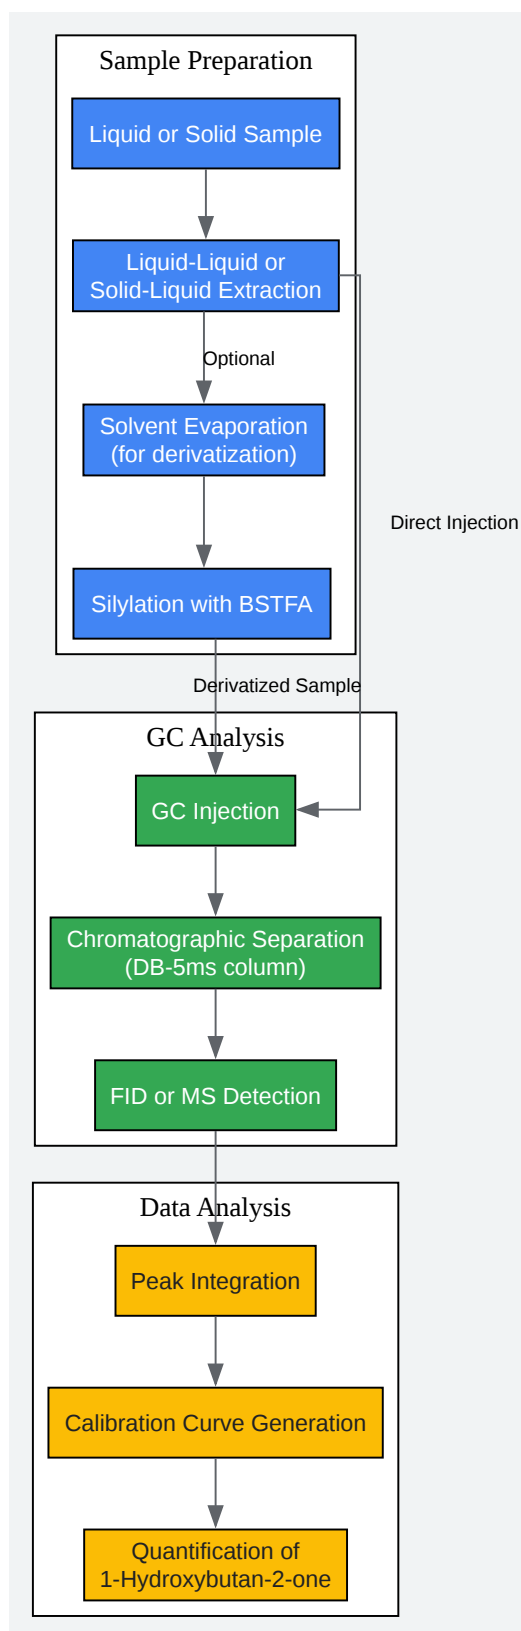 Sample Preparation
Liquid or Solid Sample
Liquid-Liquid or
Solid-Liquid Extraction
Optional
Solvent Evaporation
(for derivatization)
Direct Injection
Silylation with BSTFA
Derivatized Sample
GC Analysis
GC Injection
Chromatographic Separation
(DB-5ms column)
FID or MS Detection
Data Analysis
Peak Integration
Calibration Curve Generation
Quantification of
1-Hydroxybutan-2-one